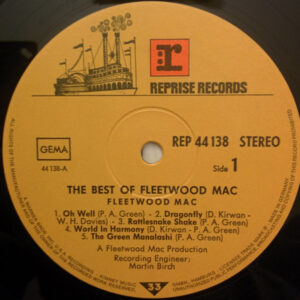 r:
REPRISE RECORDS
GEMA
REP 44 138 STEREO
44 138-A
Side 1
THE BEST OF FLEETWOOD MAC
FLEETWOOD MAC
1. Oh Well (P. A. Green) - 2. Dragonfly (D. Kirwan -
W. H. Davies) - 3. Rattlesnake Shake (P. A. Green)
4. World In Harmony (D. Kirwan - P. A. Green)
5. The Green Manalashi (P. A. Green)
A Fleetwood Mac Production
Recording Engineer:
Martin Birch
33